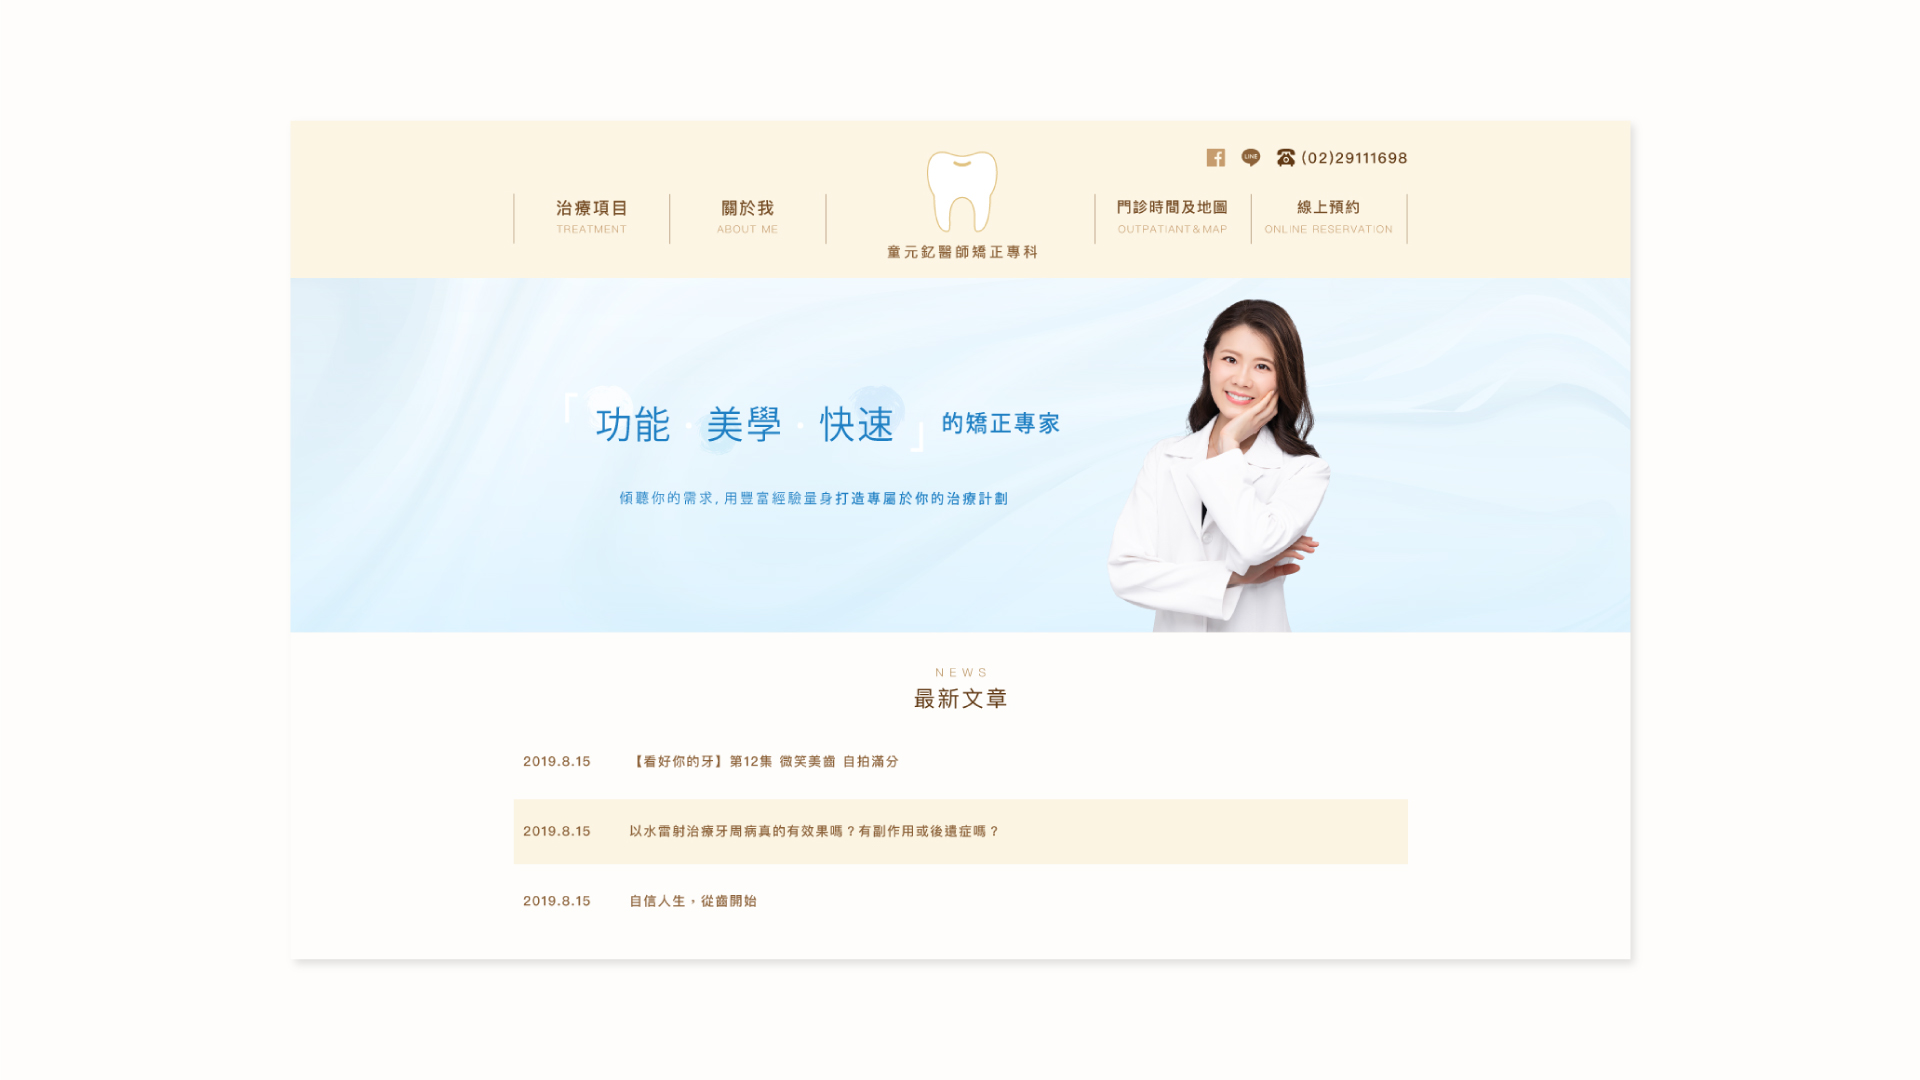 LINE
(02)29111698
治療項目
TREATMENT
關於我
ABOUT ME
童元釔醫師矯正專科
門診時間及地圖
OUTPATIANT & MAP
線上預約
ONLINE RESERVATION
「功能·美學·快速」的矯正專家
傾聽你的需求,用豐富經驗量身打造專屬於你的治療計劃
NEWS
最新文章
2019.8.15 【看好你的牙】第12集 微笑美齒 自拍滿分
2019.8.15 以水雷射治療牙周病真的有效果嗎？有副作用或後遺症嗎？
2019.8.15 自信人生，從齒開始